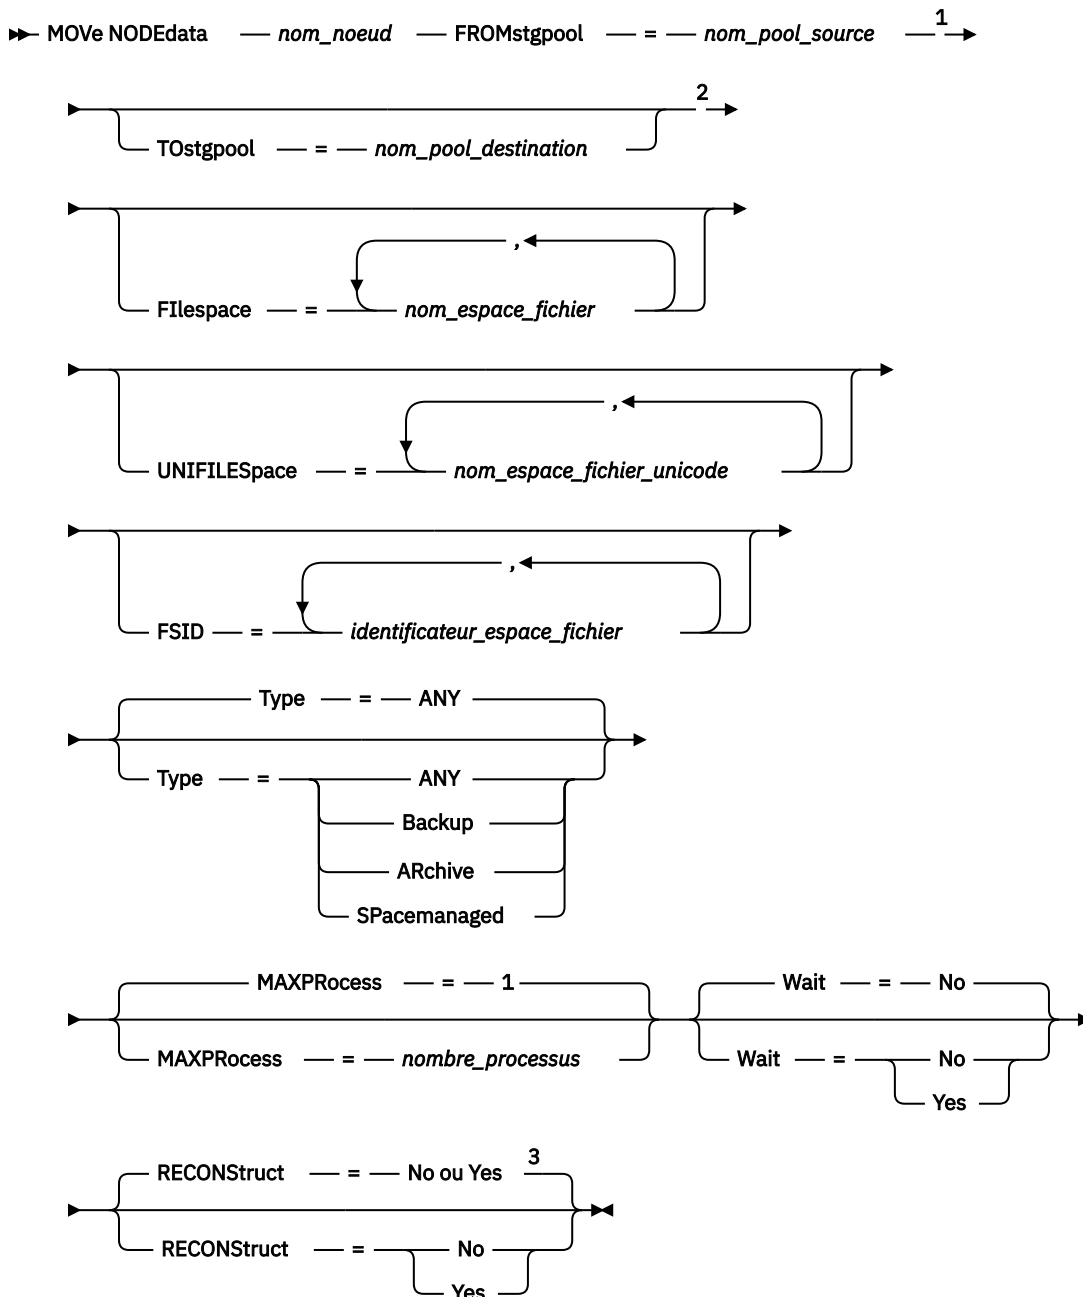 MOVe NODEdata — nom_noeud — FROMstgpool — = — nom_pool_source — 1
2
TOstgpool — = — nom_pool_destination
,
FIlespace — = — nom_espace_fichier
,
UNIFILESpace — = — nom_espace_fichier_unicode
,
FSID — = — identificateur_espace_fichier
Type — = — ANY
Type — = — ANY
Backup
ARchive
SPacemanaged
MAXPRocess — = — 1 Wait — = — No
MAXPRocess — = — nombre_processus Wait — = — No
Yes
RECONStruct — = — No ou Yes 3
RECONStruct — = — No
Yes